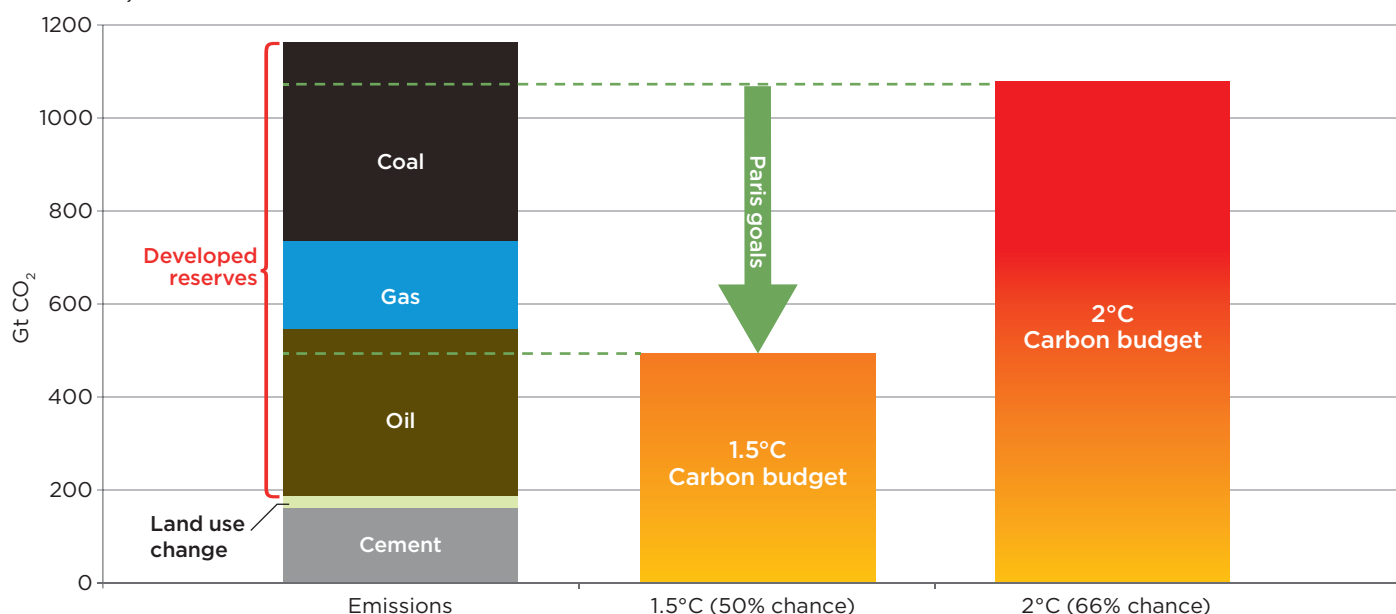 1200
1000
800
600
400
200
0
Gt CO₂
Developed
reserves
Land use
change
Coal
Gas
Oil
Cement
Paris goals
1.5°C
Carbon budget
2°C
Carbon budget
Emissions
1.5°C (50% chance)
2°C (66% chance)